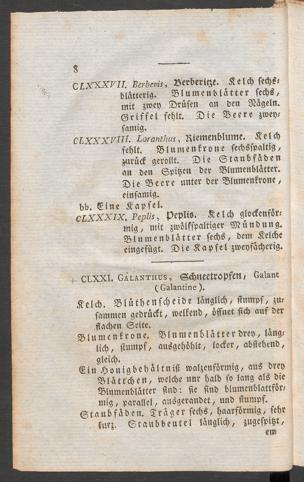 8
CLXXXVII. Berberis, Berberitze. Kelch sechs-
blätterig. Blumenblätter sechs,
mit zwey Drüsen an den Nägeln.
Griffel fehlt. Die Beere zwey-
samig.
CLXXXVIII. Loranthus, Riemenblume. Kelch
fehlt. Blumenkrone sechsspaltig,
zurück gerollt. Die Staubfäden
an den Spitzen der Blumenblätter.
Die Beere unter der Blumenkrone,
einsamig.
bb. Eine Kapsel.
CLXXXIX. Peplis, Peplis. Kelch glockenför-
mig, mit zwölfspaltiger Mündung.
Blumenblätter sechs, dem Kelche
eingefügt. Die Kapsel zweyfächerig.
CLXXI. GALANTHUS, Schneetropfen, Galant
(Galantine).
Kelch. Blüthenscheide länglich, stumpf, zu-
sammen gedrückt, welkend, öffnet sich auf der
flachen Seite.
Blumenkrone. Blumenblätter drey, läng-
lich, stumpf, ausgehöhlt, locker, abstehend,
gleich.
Ein Honigbehältniß walzenförmig, aus drey
Blättchen, welche nur halb so lang als die
Blumenblätter sind: sie sind blumenblattför-
mig, parallel, ausgerandet, und stumpf.
Staubfäden. Träger sechs, haarförmig, sehr
kurz. Staubbeutel länglich, zugespitzt,
em